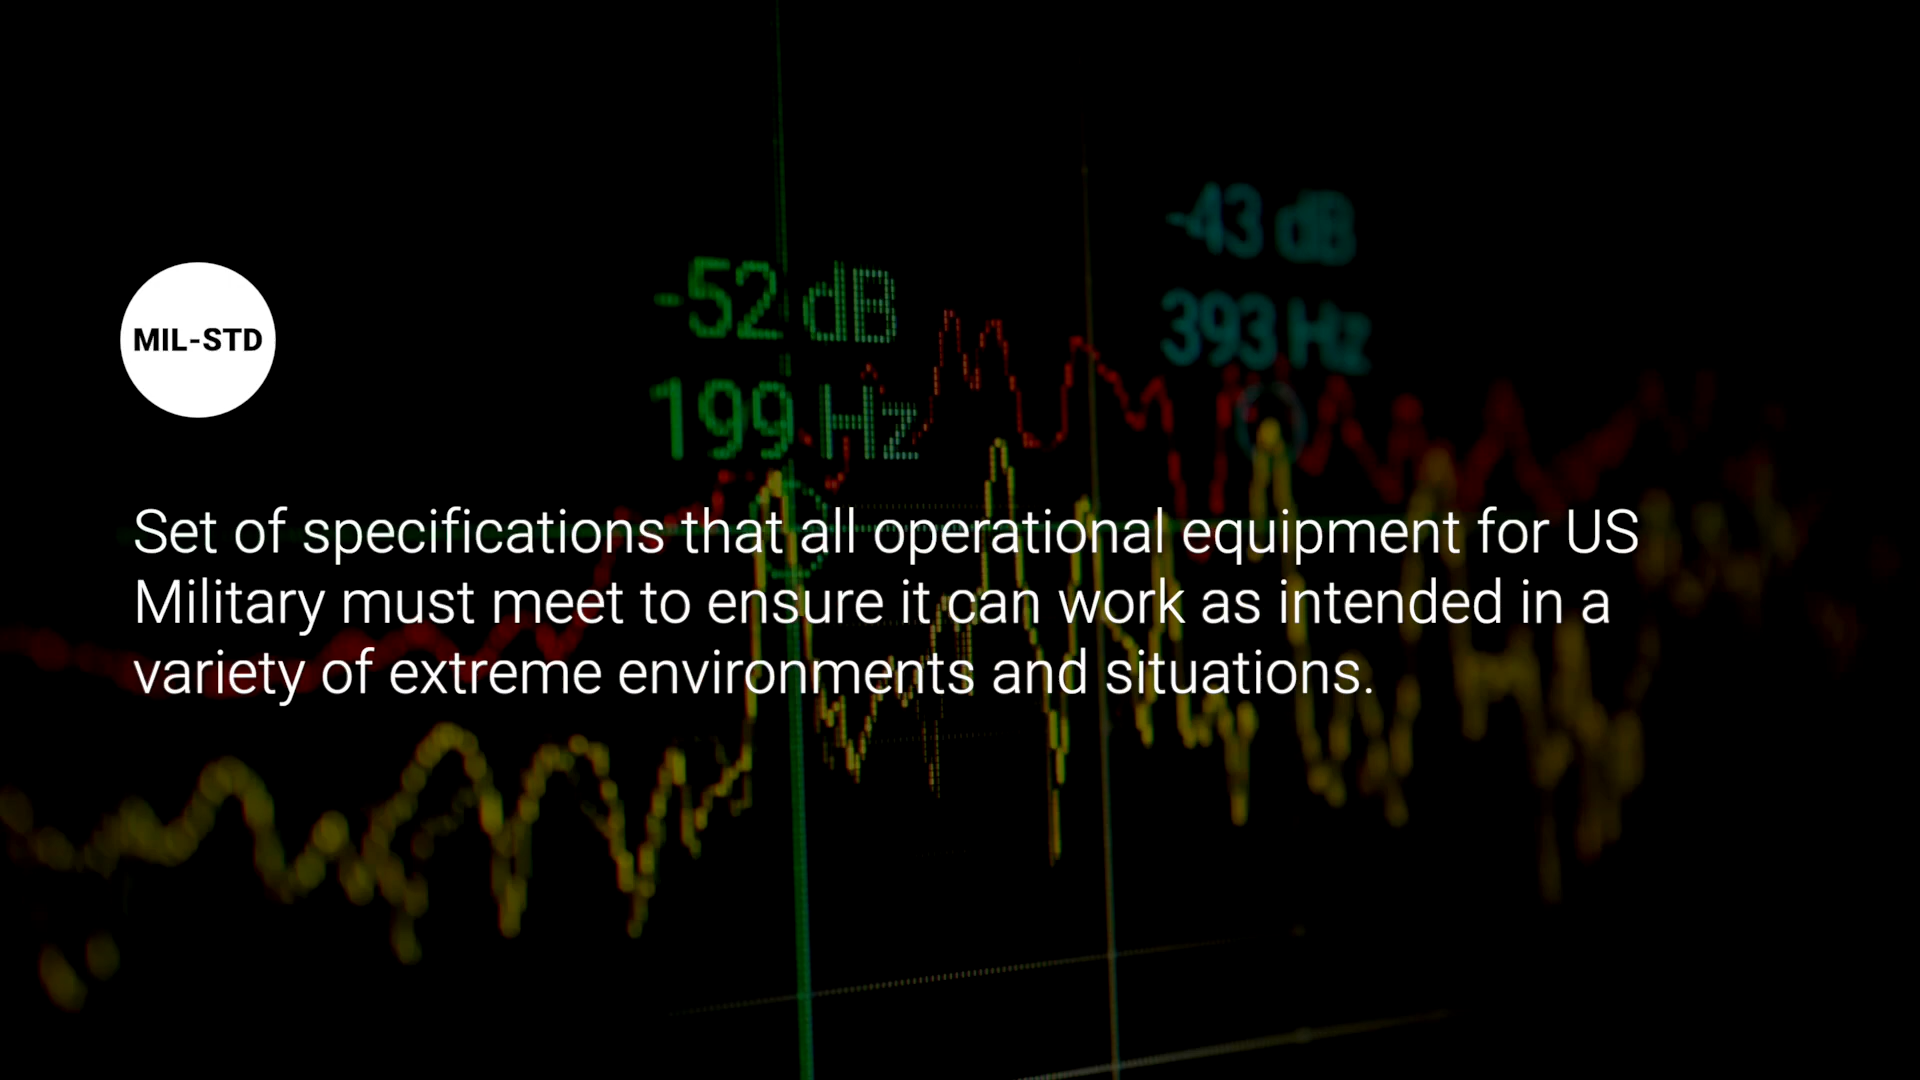 -43 dB
-52 dB
393 Hz
MIL-STD
199 Hz
Set of specifications that all operational equipment for US
Military must meet to ensure it can work as intended in a
variety of extreme environments and situations.